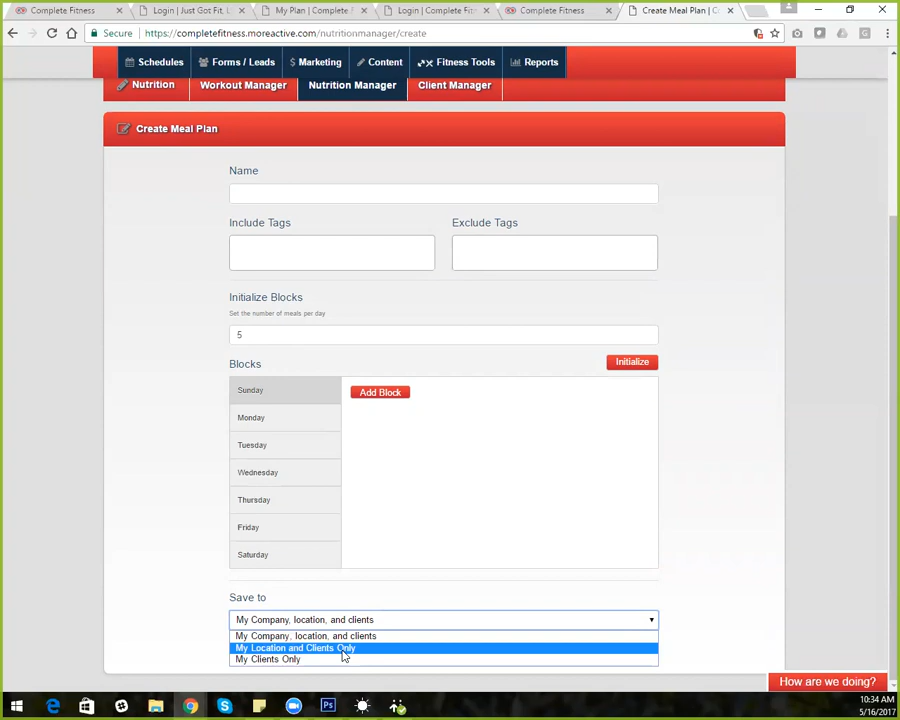 Complete Fitness
Login | Just Got Fit, L
My Plan | Complete F
Login | Complete Fitn
Complete Fitness
Create Meal Plan | Co
Secure
https://completefitness.moreactive.com/nutritionmanager/create
Schedules
Forms / Leads
$ Marketing
Content
Fitness Tools
Reports
Nutrition
Workout Manager
Nutrition Manager
Client Manager
Create Meal Plan
Name
Include Tags
Exclude Tags
Initialize Blocks
Set the number of meals per day
5
Blocks
Initialize
Sunday
Add Block
Monday
Tuesday
Wednesday
Thursday
Friday
Saturday
Save to
My Company, location, and clients
My Company, location, and clients
My Location and Clients Only
My Clients Only
How are we doing?
10:34 AM
5/16/2017